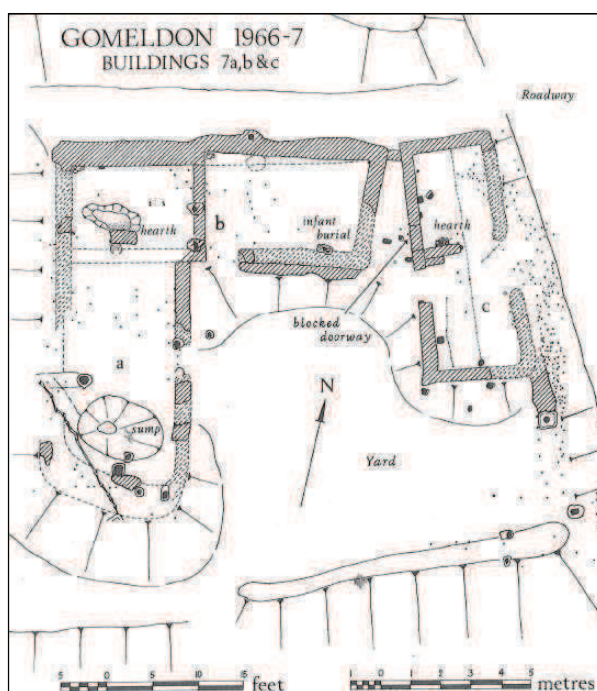 GOMELDON 1966-7
BUILDINGS 7a,b&c
Roadway
hearth
b
infant
burial
hearth
blocked
doorway
c
a
N
sump
Yard
5 0 5 10 15
feet
1 0 1 2 3 4 5
metres